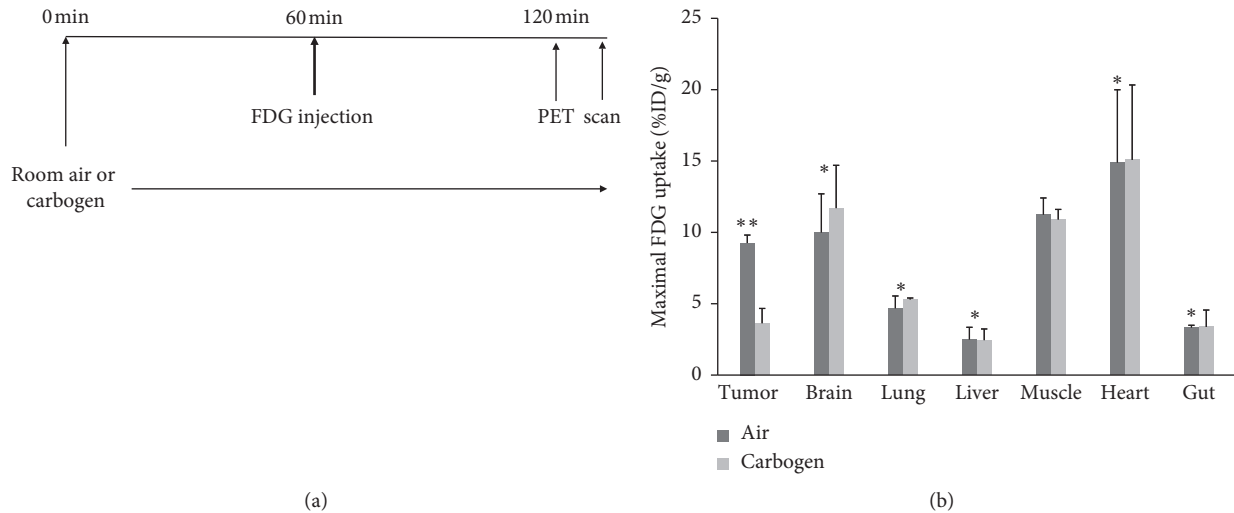 0 min 60 min 120 min
FDG injection
PET scan
Room air or
carbogen
(a)
Maximal FDG uptake (%ID/g)
25
20
15
10
5
0
**
*
*
*
*
*
Tumor Brain Lung Liver Muscle Heart Gut
Air
Carbogen
(b)